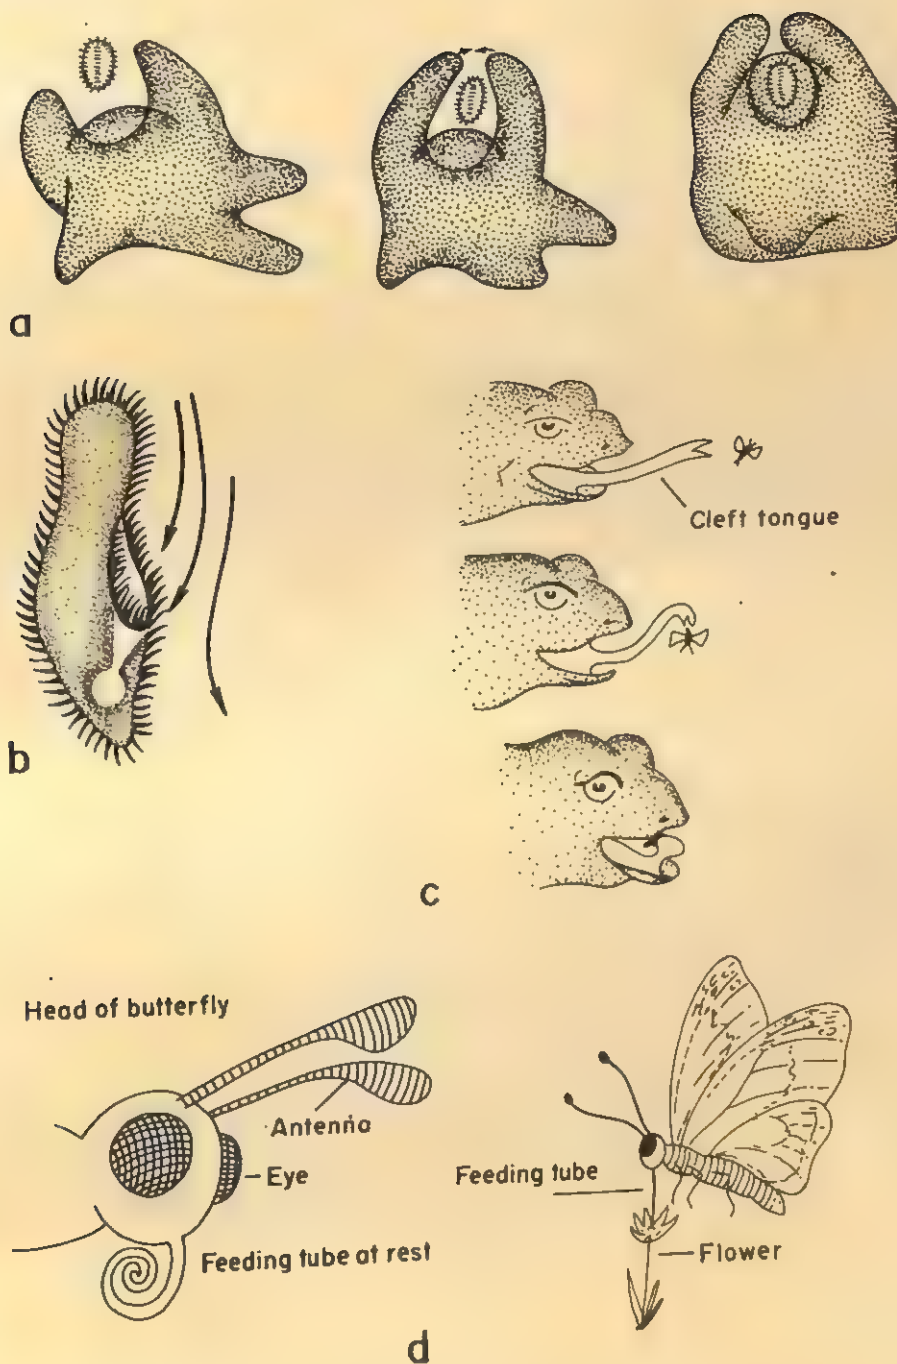 a
b
Cleft tongue
c
Head of butterfly
Antenna
Eye
Feeding tube at rest
Feeding tube
Flower
d